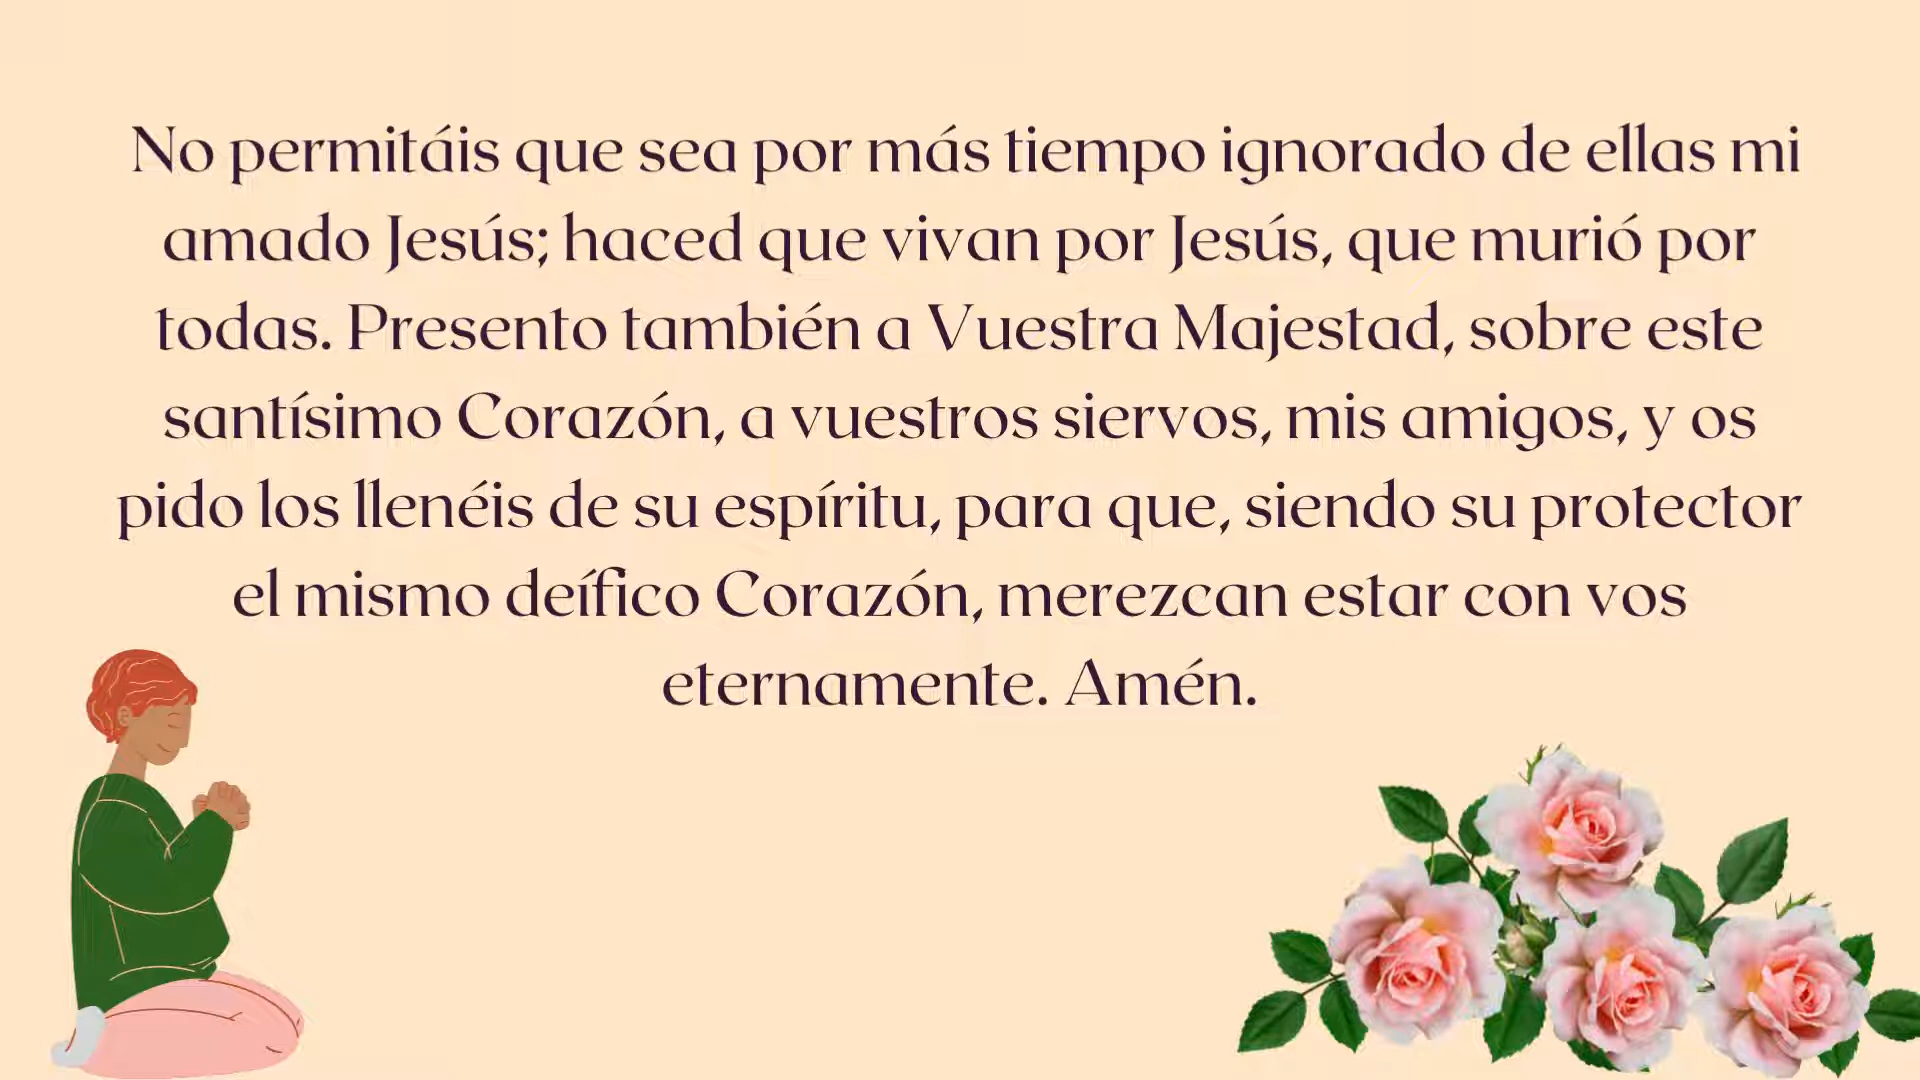 No permitáis que sea por más tiempo ignorado de ellas mi
amado Jesús; haced que vivan por Jesús, que murió por
todas. Presento también a Vuestra Majestad, sobre este
santísimo Corazón, a vuestros siervos, mis amigos, y os
pido los llenéis de su espíritu, para que, siendo su protector
el mismo deífico Corazón, merezcan estar con vos
eternamente. Amén.